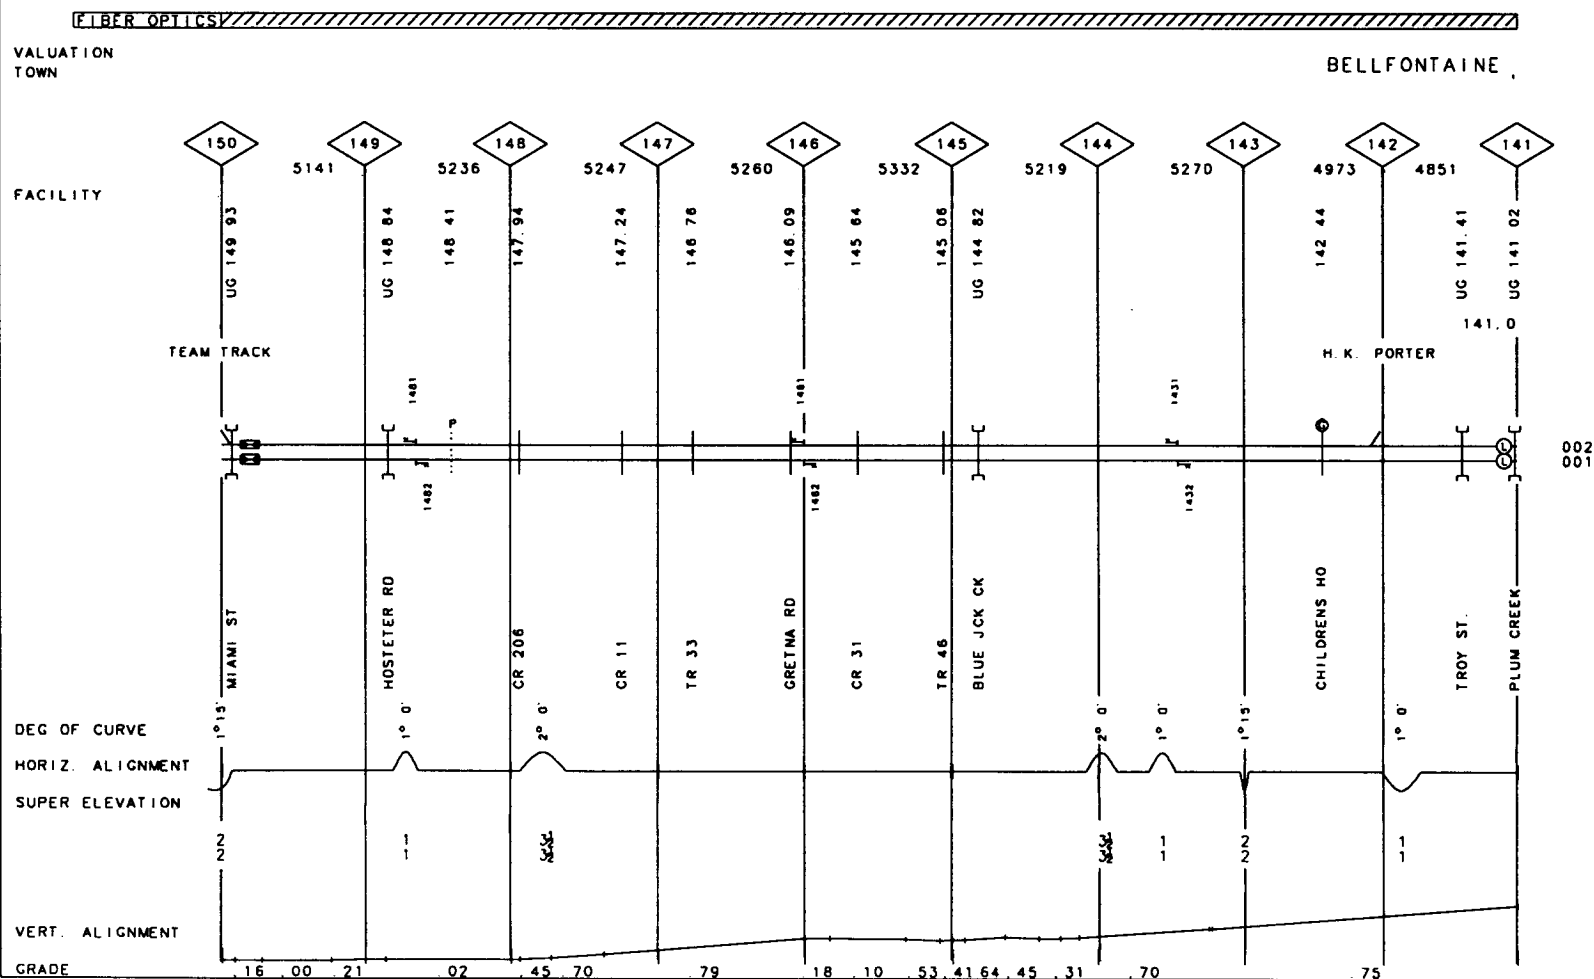 FIBER OPTICS
VALUATION
TOWN
BELLFONTAINE
150 149 148 147 146 145 144 143 142 141
5141 5236 5247 5260 5332 5219 5270 4973 4851
FACILITY
UG 149 93
UG 148 84
148 41
147.94
147.24
146 76
146.09
145 64
145 06
UG 144 82
142 44
UG 141.41
UG 141 02
141.0
TEAM TRACK
H.K. PORTER
1481
1461
1431
P
002
001
L
L
1482
1462
1432
MIAMI ST
HOSTETER RD
CR 206
CR 11
TR 33
GRETNA RD
CR 31
TR 46
BLUE JCK CK
CHILDRENS HO
TROY ST.
PLUM CREEK
DEG OF CURVE
1°15'
1° 0'
2° 0'
2° 0'
1° 0'
1°15'
1° 0'
HORIZ. ALIGNMENT
SUPER ELEVATION
2 1 1 2 1
2 1 1 2 1
VERT. ALIGNMENT
GRADE .16 .00 .21 .02 .45 .70 .79 .18 .10 .53 .41 64 .45 .31 .70 .75